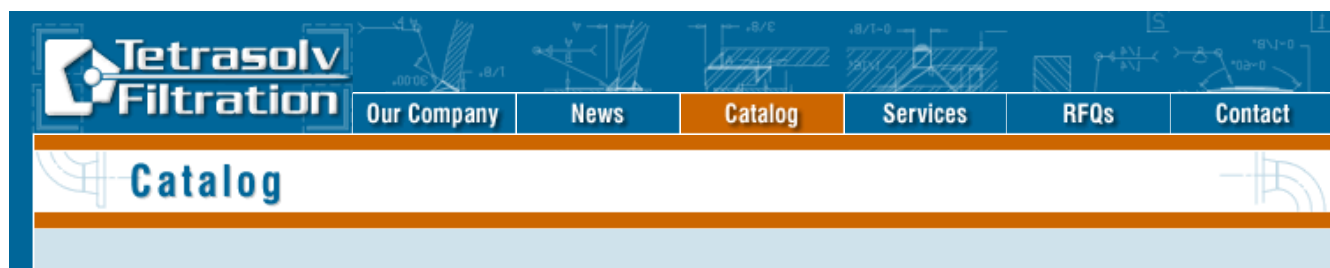 Tetrasolv
Filtration
Our Company News Catalog Services RFQs Contact
Catalog